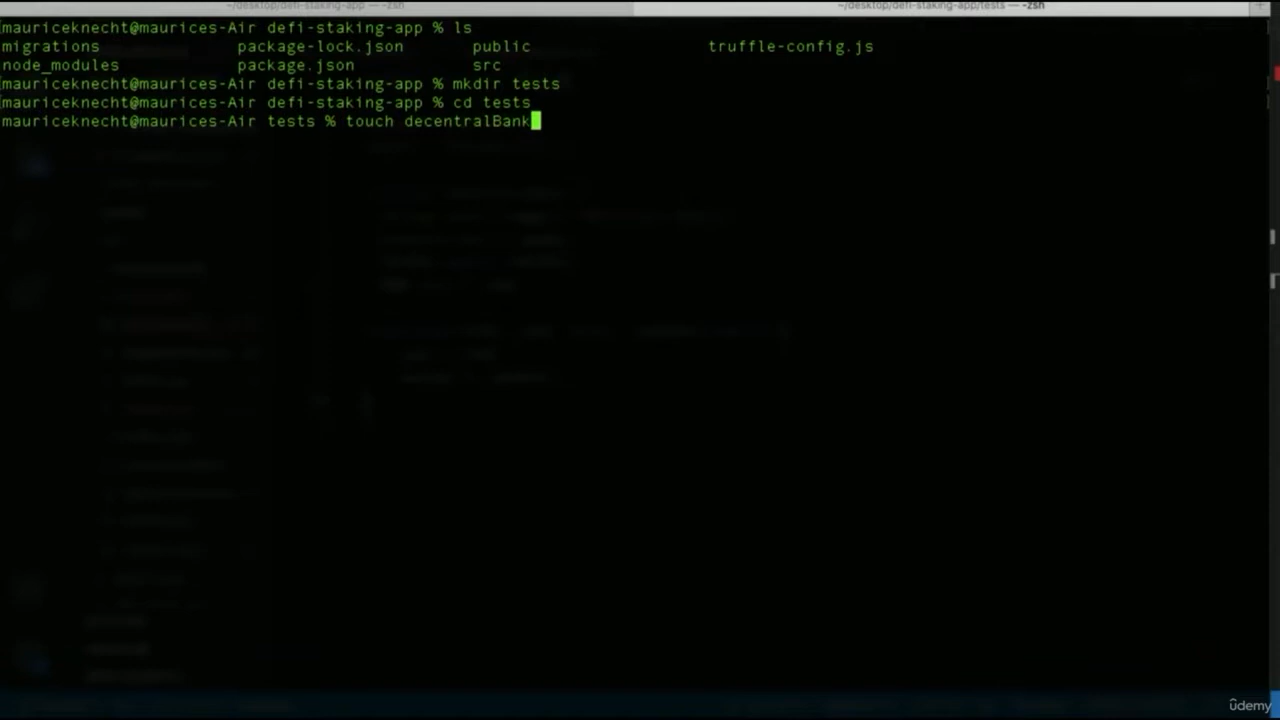 ~/desktop/defi-staking-app — -zsh ~/desktop/defi-staking-app/tests — -zsh
[mauriceknecht@maurices-Air defi-staking-app % ls
migrations package-lock.json public truffle-config.js
node_modules package.json src
[mauriceknecht@maurices-Air defi-staking-app % mkdir tests
[mauriceknecht@maurices-Air defi-staking-app % cd tests
mauriceknecht@maurices-Air tests % touch decentralBank
ûdemy